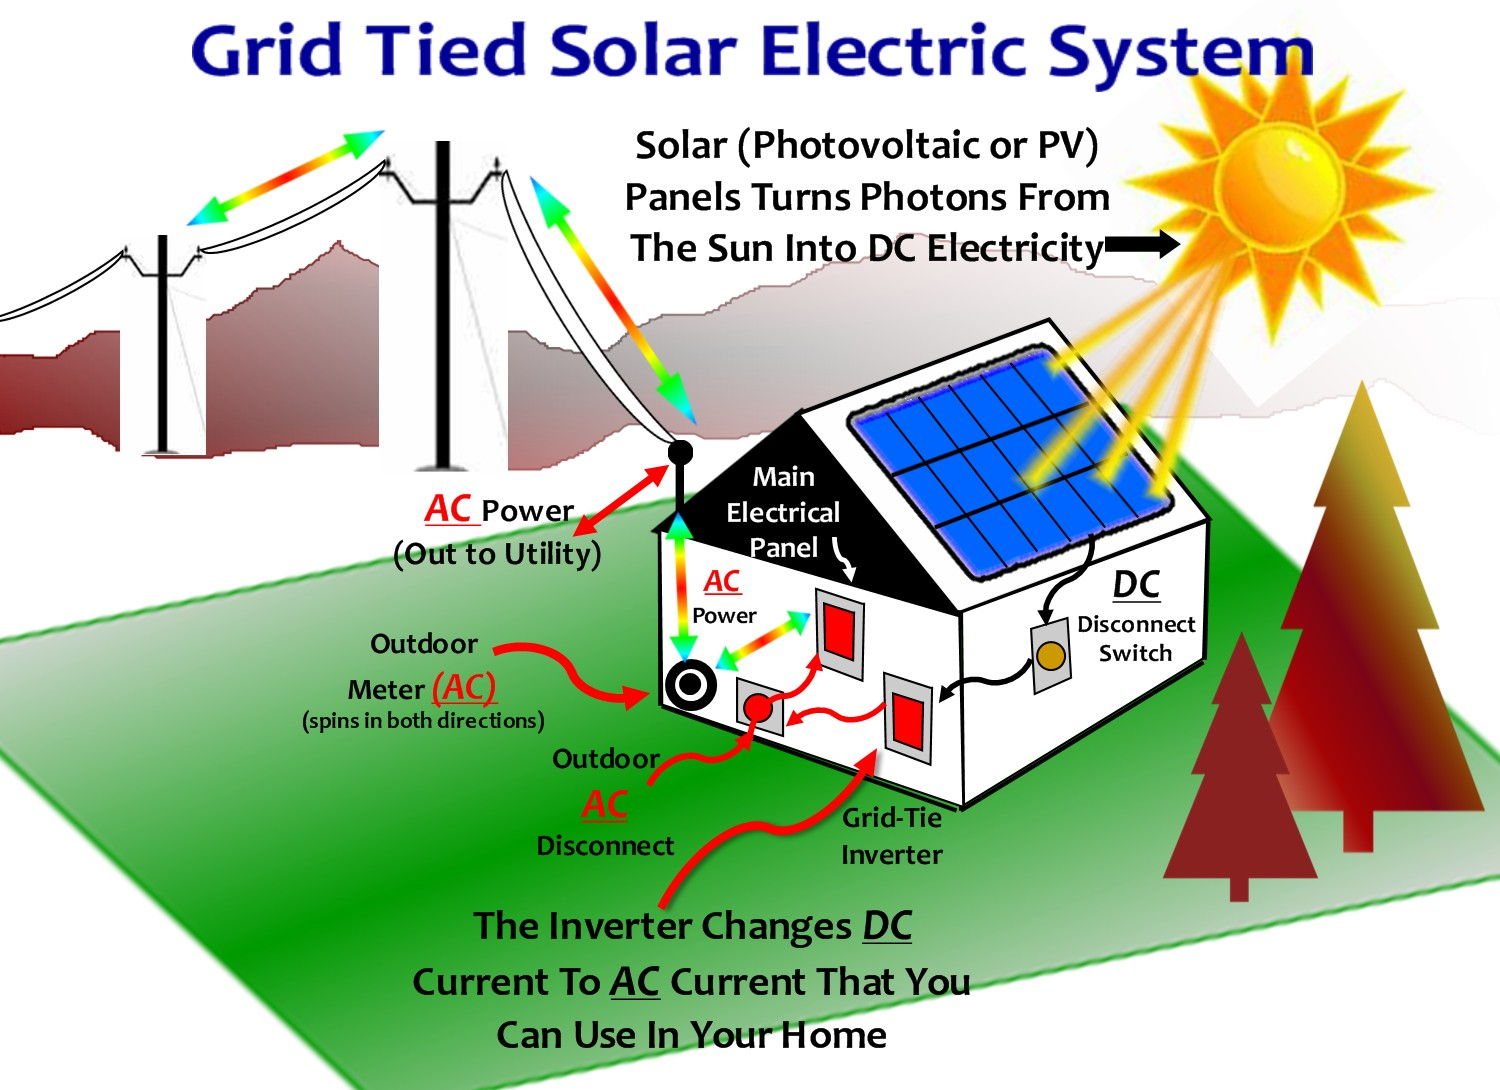 Grid Tied Solar Electric System
Solar (Photovoltaic or PV)
Panels Turns Photons From
The Sun Into DC Electricity
Main
Electrical
Panel
AC Power
(Out to Utility)
AC
Power
DC
Disconnect
Switch
Outdoor
Meter (AC)
(spins in both directions)
Outdoor
AC
Disconnect
Grid-Tie
Inverter
The Inverter Changes DC
Current To AC Current That You
Can Use In Your Home